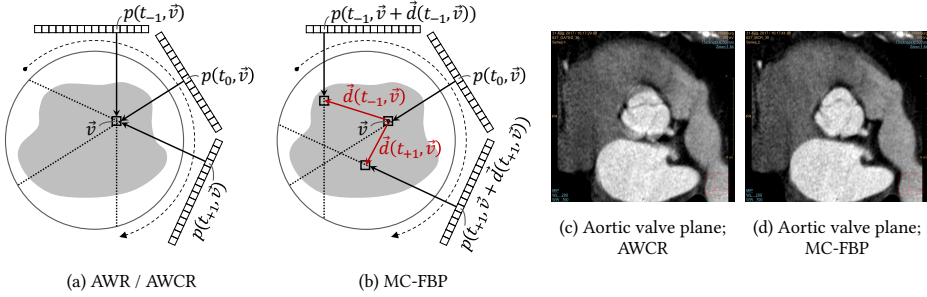 p(t₋₁, v⃗)
p(t₀, v⃗)
v⃗
p(t₊₁, v⃗)
(a) AWR / AWCR
p(t₋₁, v⃗ + d⃗(t₋₁, v⃗))
p(t₀, v⃗)
d⃗(t₋₁, v⃗)
v⃗
d⃗(t₊₁, v⃗)
p(t₊₁, v⃗ + d⃗(t₊₁, v⃗))
(b) MC-FBP
(c) Aortic valve plane;
AWCR
(d) Aortic valve plane;
MC-FBP